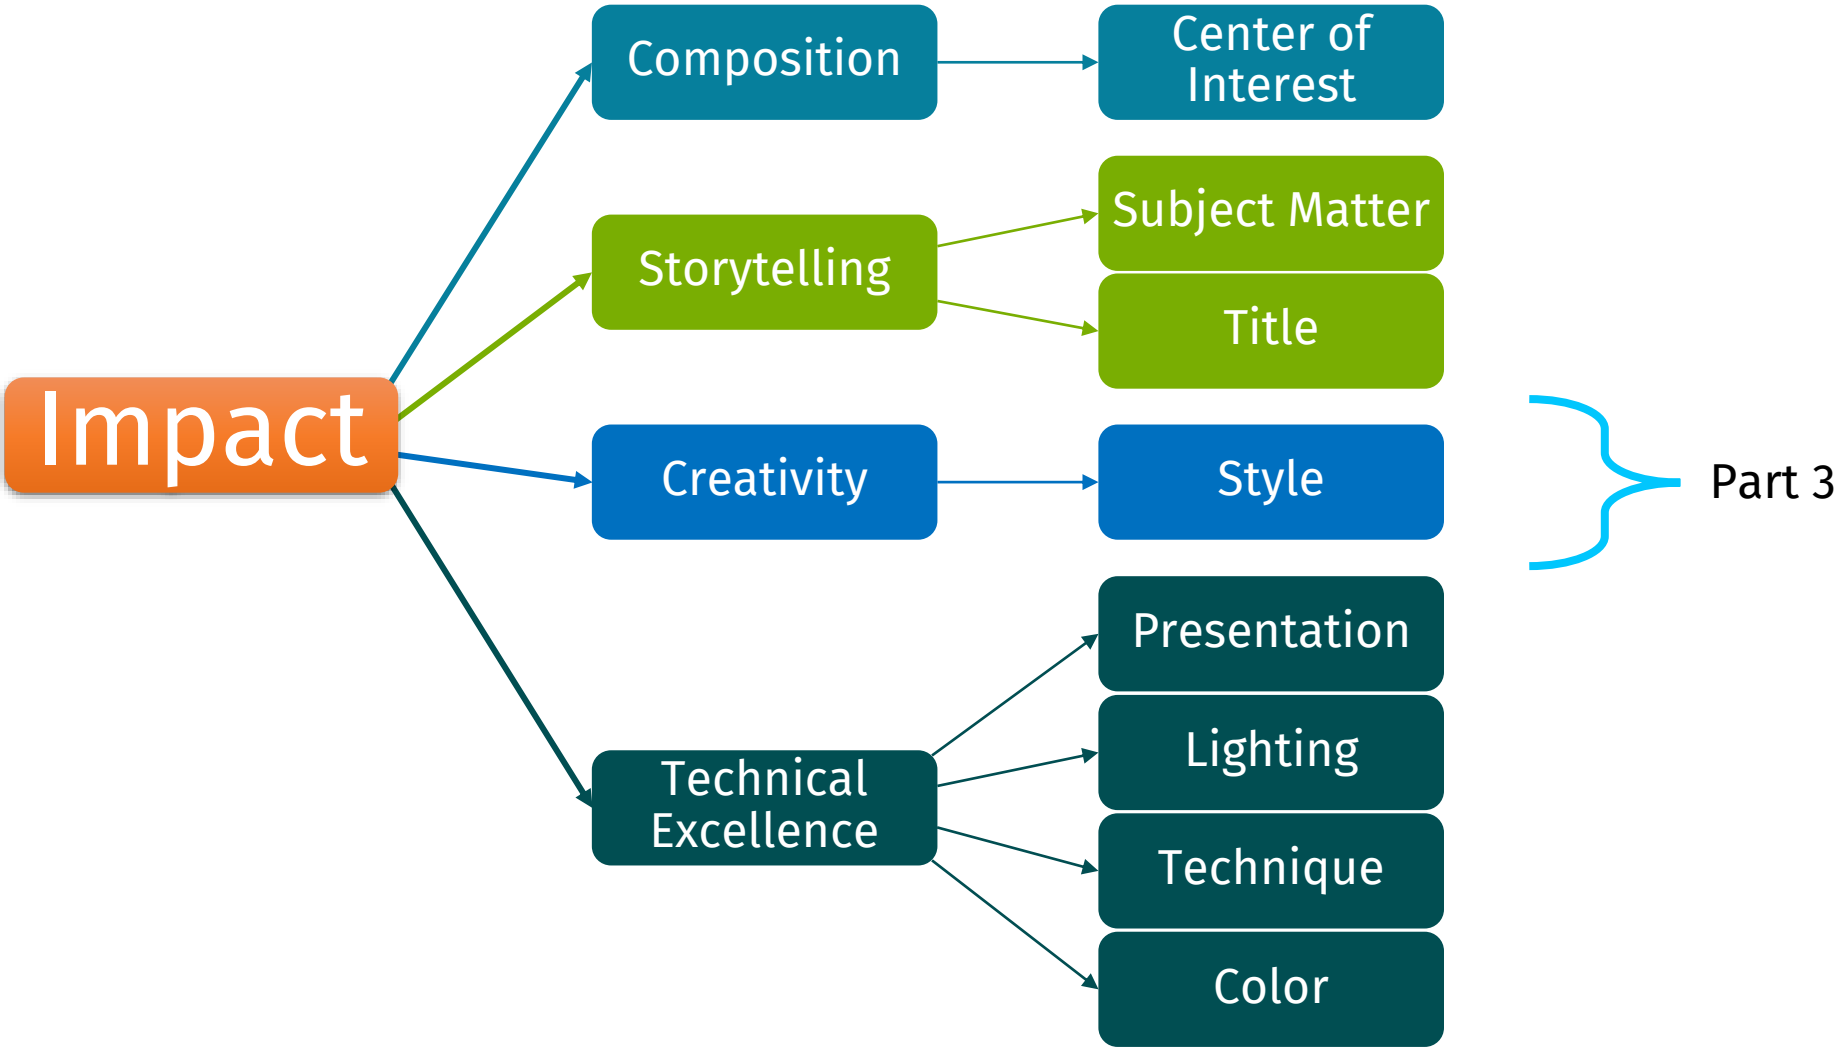 Impact
Composition
Center of
Interest
Storytelling
Subject Matter
Title
Creativity
Style
Part 3
Technical
Excellence
Presentation
Lighting
Technique
Color